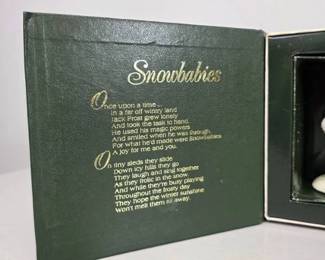 Snowbabies
Once upon a time...
In a far off wintry land
Jack Frost grew lonely
And took the task to hand.
He used his magic powers
And smiled when he was through,
For what he'd made were Snowbabies
A joy for me and you.
On tiny sleds they slide
Down icy hills they go
They laugh and sing together
As they frolic in the snow.
And while they're busy playing
Throughout the frosty day
They hope the winter sunshine
Won't melt them all away.